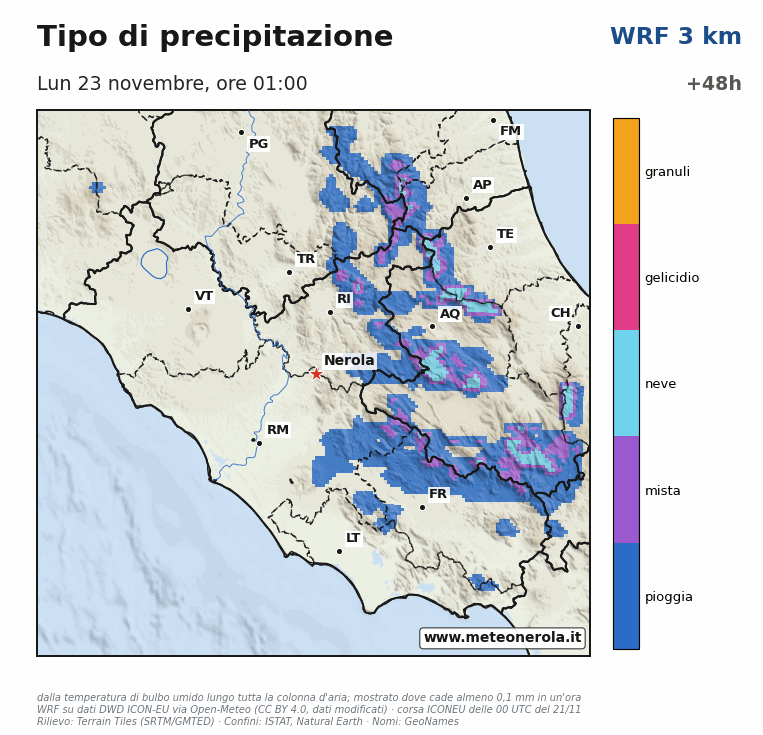 Tipo di precipitazione
WRF 3 km
Lun 23 novembre, ore 01:00
+48h
FM
PG
AP
TE
TR
VT
RI
AQ
CH
Nerola
RM
FR
LT
www.meteonerola.it
granuli
gelicidio
neve
mista
pioggia
dalla temperatura di bulbo umido lungo tutta la colonna d'aria; mostrato dove cade almeno 0,1 mm in un'ora
WRF su dati DWD ICON-EU via Open-Meteo (CC BY 4.0, dati modificati) · corsa ICONEU delle 00 UTC del 21/11
Rilievo: Terrain Tiles (SRTM/GMTED) · Confini: ISTAT, Natural Earth · Nomi: GeoNames